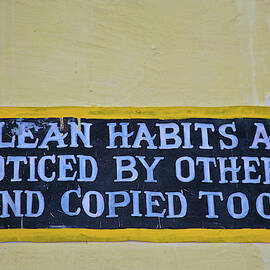 LEAN HABITS A
OTICED BY OTHER
ND COPIED TOO